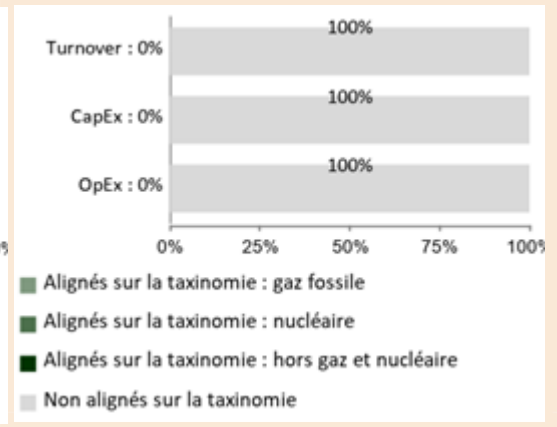 100%
Turnover : 0%
100%
CapEx : 0%
100%
OpEx : 0%
0% 25% 50% 75% 100%
Alignés sur la taxinomie : gaz fossile
Alignés sur la taxinomie : nucléaire
Alignés sur la taxinomie : hors gaz et nucléaire
Non alignés sur la taxinomie